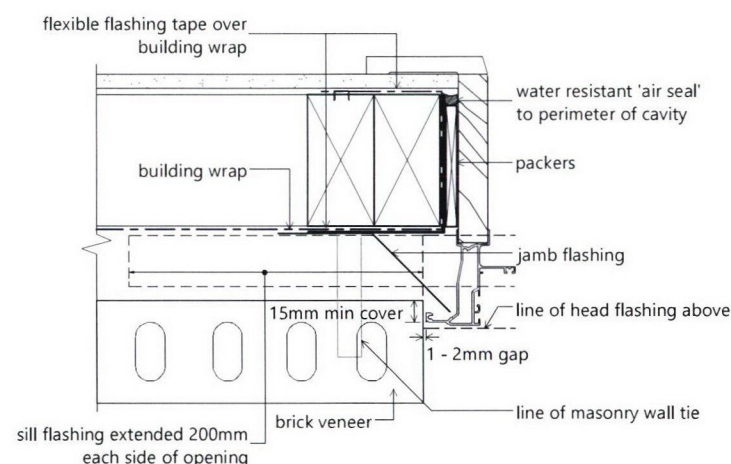 flexible flashing tape over
building wrap
water resistant 'air seal'
to perimeter of cavity
packers
building wrap
jamb flashing
15mm min cover
line of head flashing above
1 - 2mm gap
line of masonry wall tie
brick veneer
sill flashing extended 200mm
each side of opening